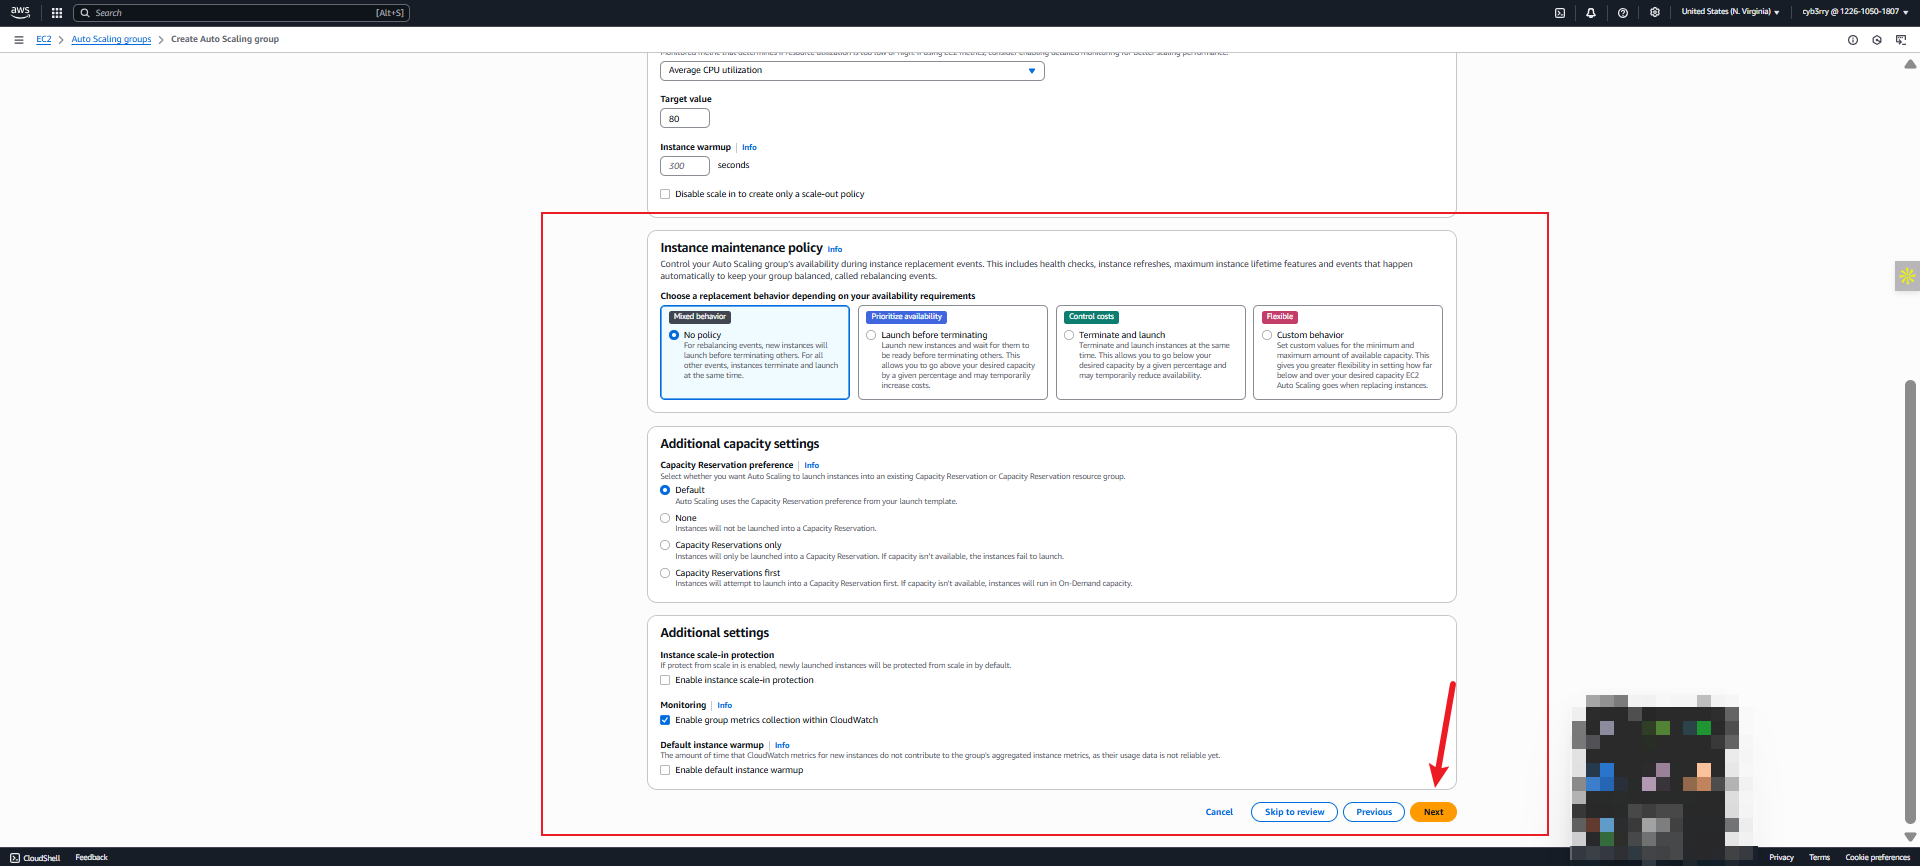 aws
Search
[Alt+S]
United States (N. Virginia)
cyb3rry @ 1226-1050-1807
EC2
Auto Scaling groups
Create Auto Scaling group
Average CPU utilization
Target value
80
Instance warmup
Info
300
seconds
Disable scale in to create only a scale-out policy
Instance maintenance policy Info
Control your Auto Scaling group's availability during instance replacement events. This includes health checks, instance refreshes, maximum instance lifetime features and events that happen
automatically to keep your group balanced, called rebalancing events.
Choose a replacement behavior depending on your availability requirements
Mixed behavior
No policy
For rebalancing events, new instances will
launch before terminating others. For all
other events, instances terminate and launch
at the same time.
Prioritize availability
Launch before terminating
Launch new instances and wait for them to
be ready before terminating others. This
allows you to go above your desired capacity
by a given percentage and may temporarily
increase costs.
Control costs
Terminate and launch
Terminate and launch instances at the same
time. This allows you to go below your
desired capacity by a given percentage and
may temporarily reduce availability.
Flexible
Custom behavior
Set custom values for the minimum and
maximum amount of available capacity. This
gives you greater flexibility in setting how far
below and over your desired capacity EC2
Auto Scaling goes when replacing instances.
Additional capacity settings
Capacity Reservation preference
Info
Select whether you want Auto Scaling to launch instances into an existing Capacity Reservation or Capacity Reservation resource group.
Default
Auto Scaling uses the Capacity Reservation preference from your launch template.
None
Instances will not be launched into a Capacity Reservation.
Capacity Reservations only
Instances will only be launched into a Capacity Reservation. If capacity isn't available, the instances fail to launch.
Capacity Reservations first
Instances will attempt to launch into a Capacity Reservation first. If capacity isn't available, instances will run in On-Demand capacity.
Additional settings
Instance scale-in protection
If protect from scale in is enabled, newly launched instances will be protected from scale in by default.
Enable instance scale-in protection
Monitoring
Info
Enable group metrics collection within CloudWatch
Default instance warmup
Info
The amount of time that CloudWatch metrics for new instances do not contribute to the group's aggregated instance metrics, as their usage data is not reliable yet.
Enable default instance warmup
Cancel
Skip to review
Previous
Next
CloudShell
Feedback
Privacy
Terms
Cookie preferences